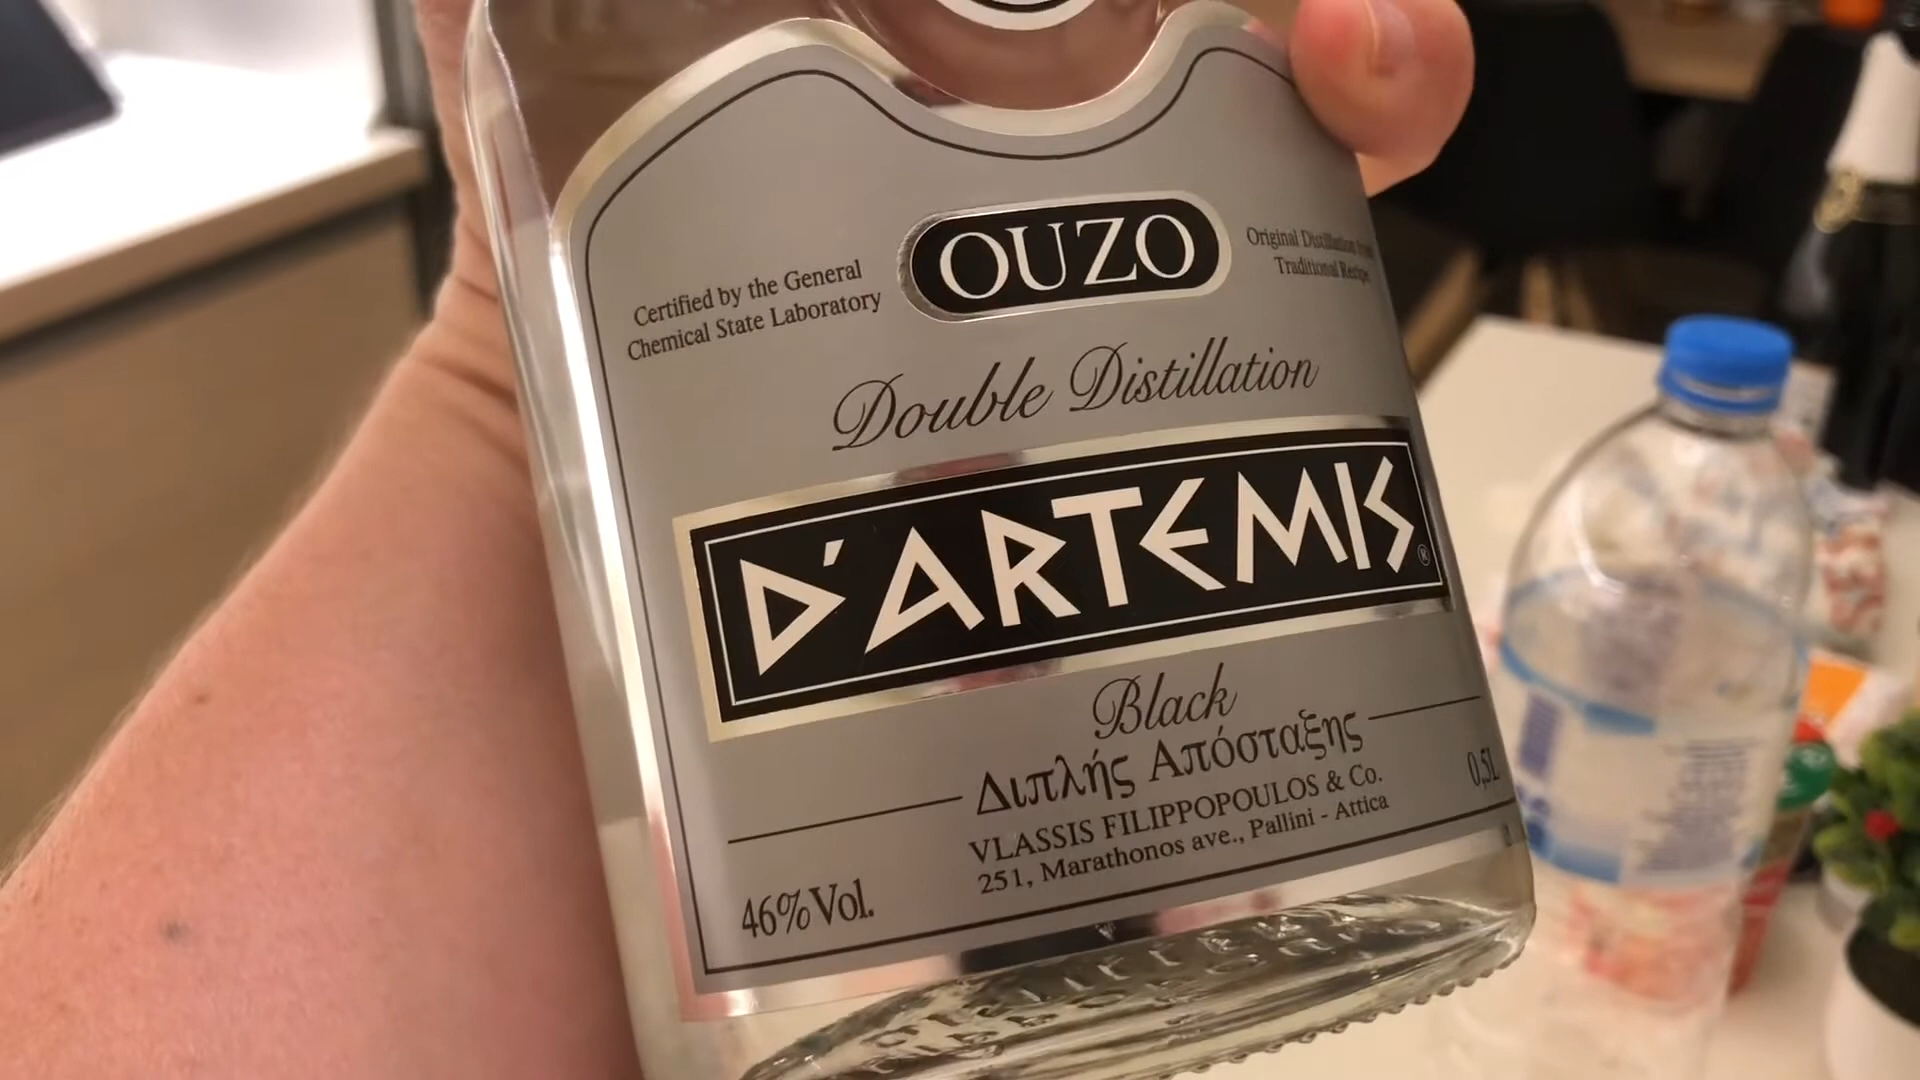 OUZO
Certified by the General
Chemical State Laboratory
Original Distillation from
Traditional Recipe
Double Distillation
D'ARTEMIS®
Black
Διπλής Απόσταξης
VLASSIS FILIPPOPOULOS & Co.
251, Marathonos ave., Pallini - Attica
46% Vol.
0,5L